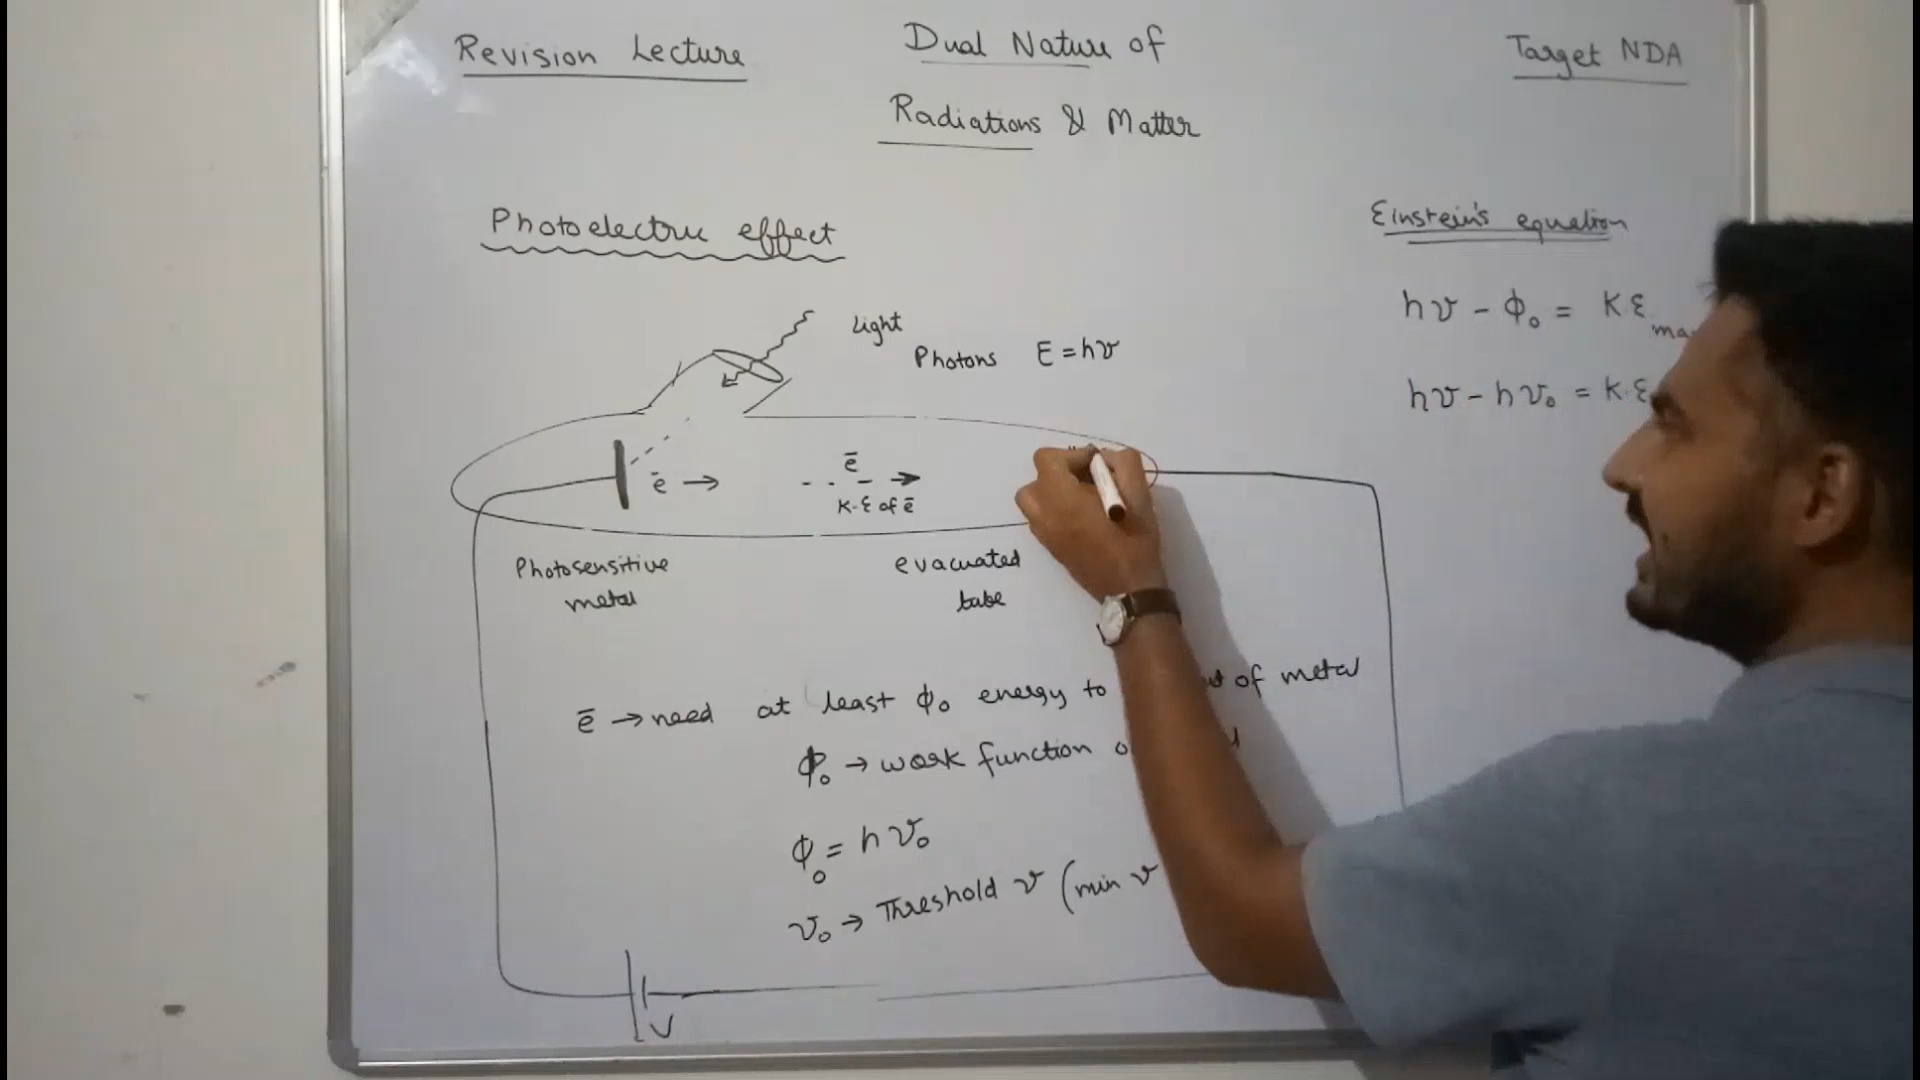 Revision Lecture
Dual Nature of
Radiations & Matter
Target NDA
Photoelectric effect
Light
Photons E = hν
ē →
ē
K.E of ē
Photosensitive
metal
evacuated
tube
ē → need at least ϕ₀ energy to of metal
ϕ₀ → work function
ϕ₀ = hν₀
ν₀ → Threshold ν (min ν
V
Einstein's equation
hν - ϕ₀ = KE
hν - hν₀ = K.E